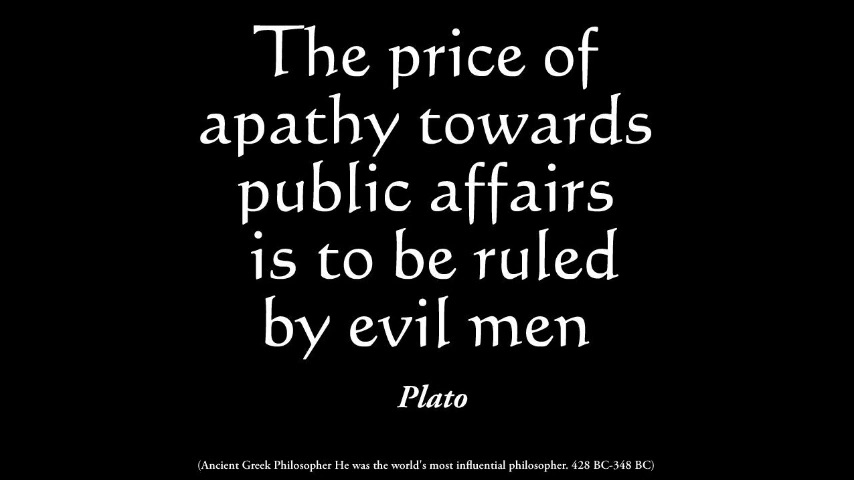 The price of
apathy towards
public affairs
is to be ruled
by evil men
Plato
(Ancient Greek Philosopher He was the world's most influential philosopher. 428 BC-348 BC)